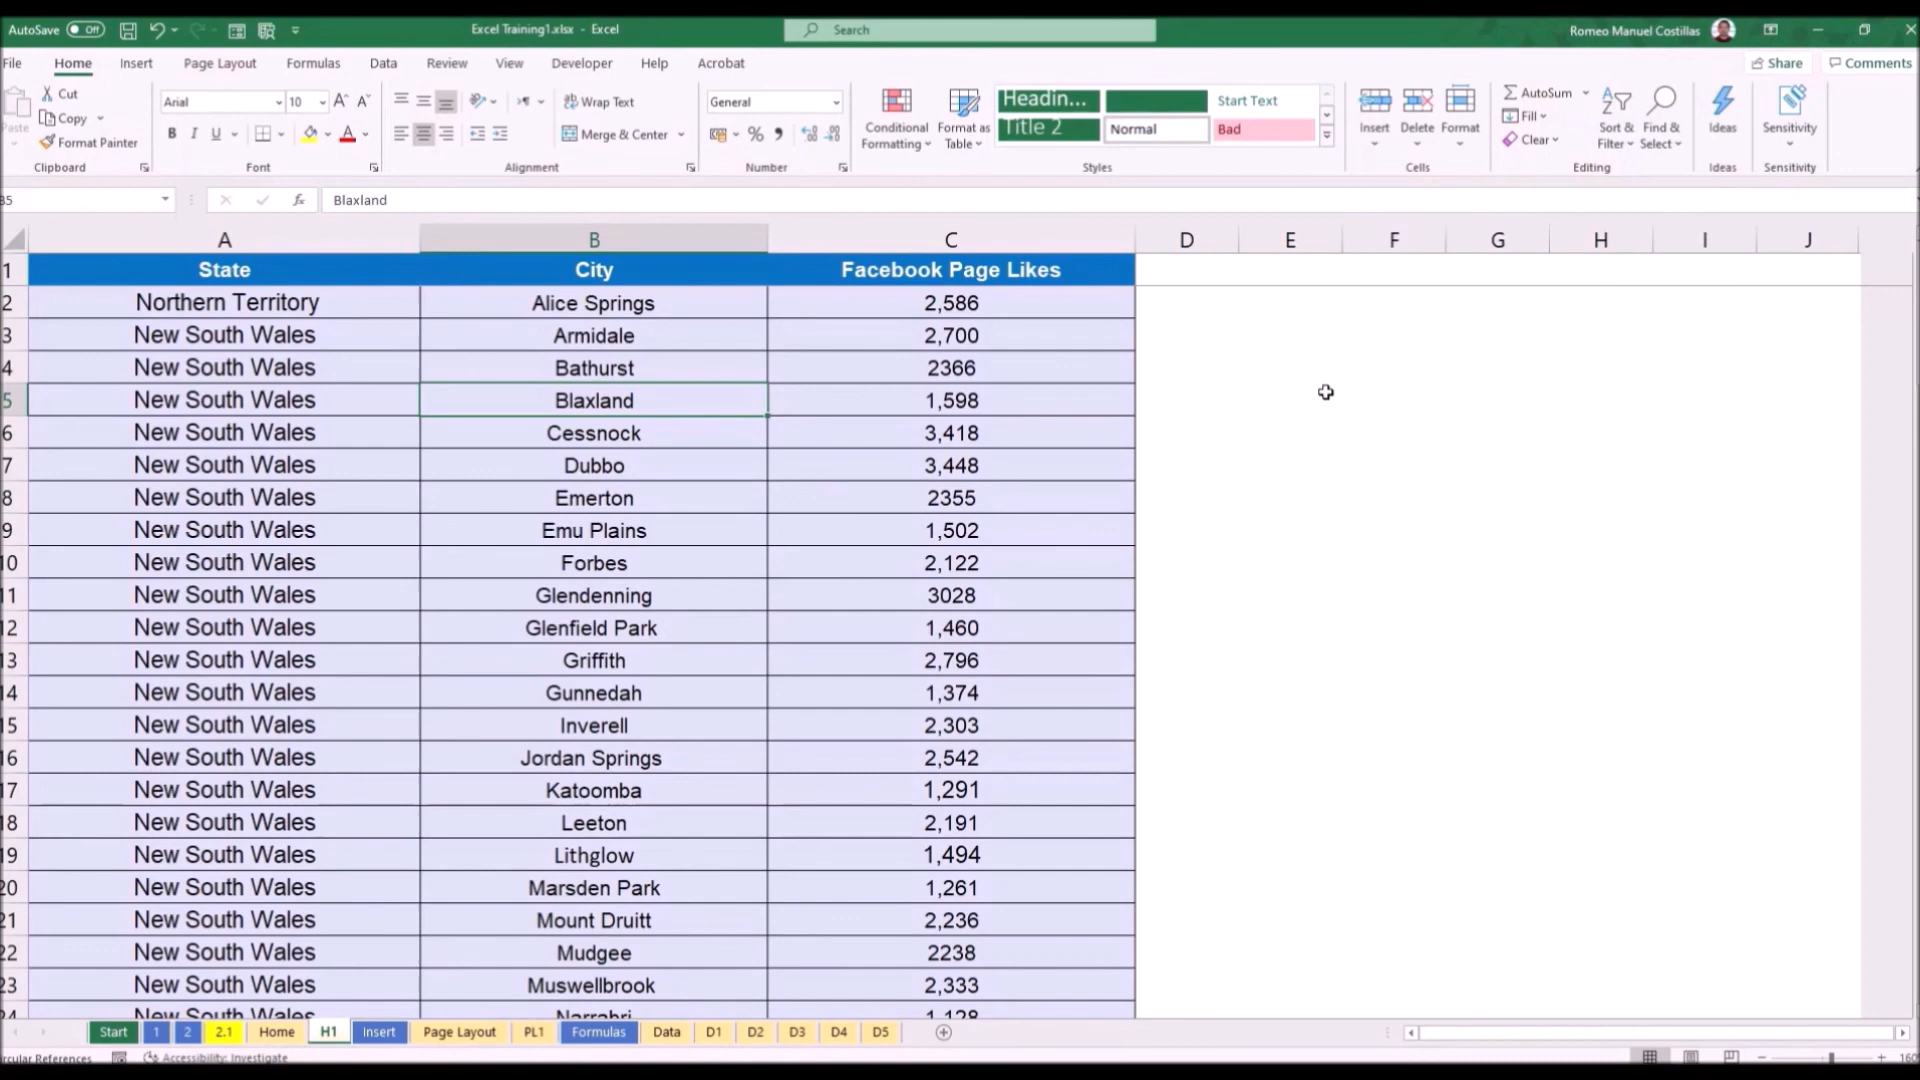 AutoSave Off Excel Training1.xlsx - Excel Search Romeo Manuel Costillas
File Home Insert Page Layout Formulas Data Review View Developer Help Acrobat Share Comments
Paste Cut Copy Format Painter Clipboard
Arial 10 A A B I U A Font
Wrap Text Merge & Center Alignment
General % Number
Conditional Formatting Format as Table Headin... Start Text Title 2 Normal Bad Styles
Insert Delete Format Cells
AutoSum Fill Clear Sort & Filter Find & Select Editing
Ideas Ideas
Sensitivity Sensitivity
B5 fx Blaxland
A B C D E F G H I J
1 State City Facebook Page Likes
2 Northern Territory Alice Springs 2,586
3 New South Wales Armidale 2,700
4 New South Wales Bathurst 2366
5 New South Wales Blaxland 1,598
6 New South Wales Cessnock 3,418
7 New South Wales Dubbo 3,448
8 New South Wales Emerton 2355
9 New South Wales Emu Plains 1,502
10 New South Wales Forbes 2,122
11 New South Wales Glendenning 3028
12 New South Wales Glenfield Park 1,460
13 New South Wales Griffith 2,796
14 New South Wales Gunnedah 1,374
15 New South Wales Inverell 2,303
16 New South Wales Jordan Springs 2,542
17 New South Wales Katoomba 1,291
18 New South Wales Leeton 2,191
19 New South Wales Lithglow 1,494
20 New South Wales Marsden Park 1,261
21 New South Wales Mount Druitt 2,236
22 New South Wales Mudgee 2238
23 New South Wales Muswellbrook 2,333
24 New South Wales Narrabri 1,128
Start 1 2 2.1 Home H1 Insert Page Layout PL1 Formulas Data D1 D2 D3 D4 D5
rcular References Accessibility: Investigate 160